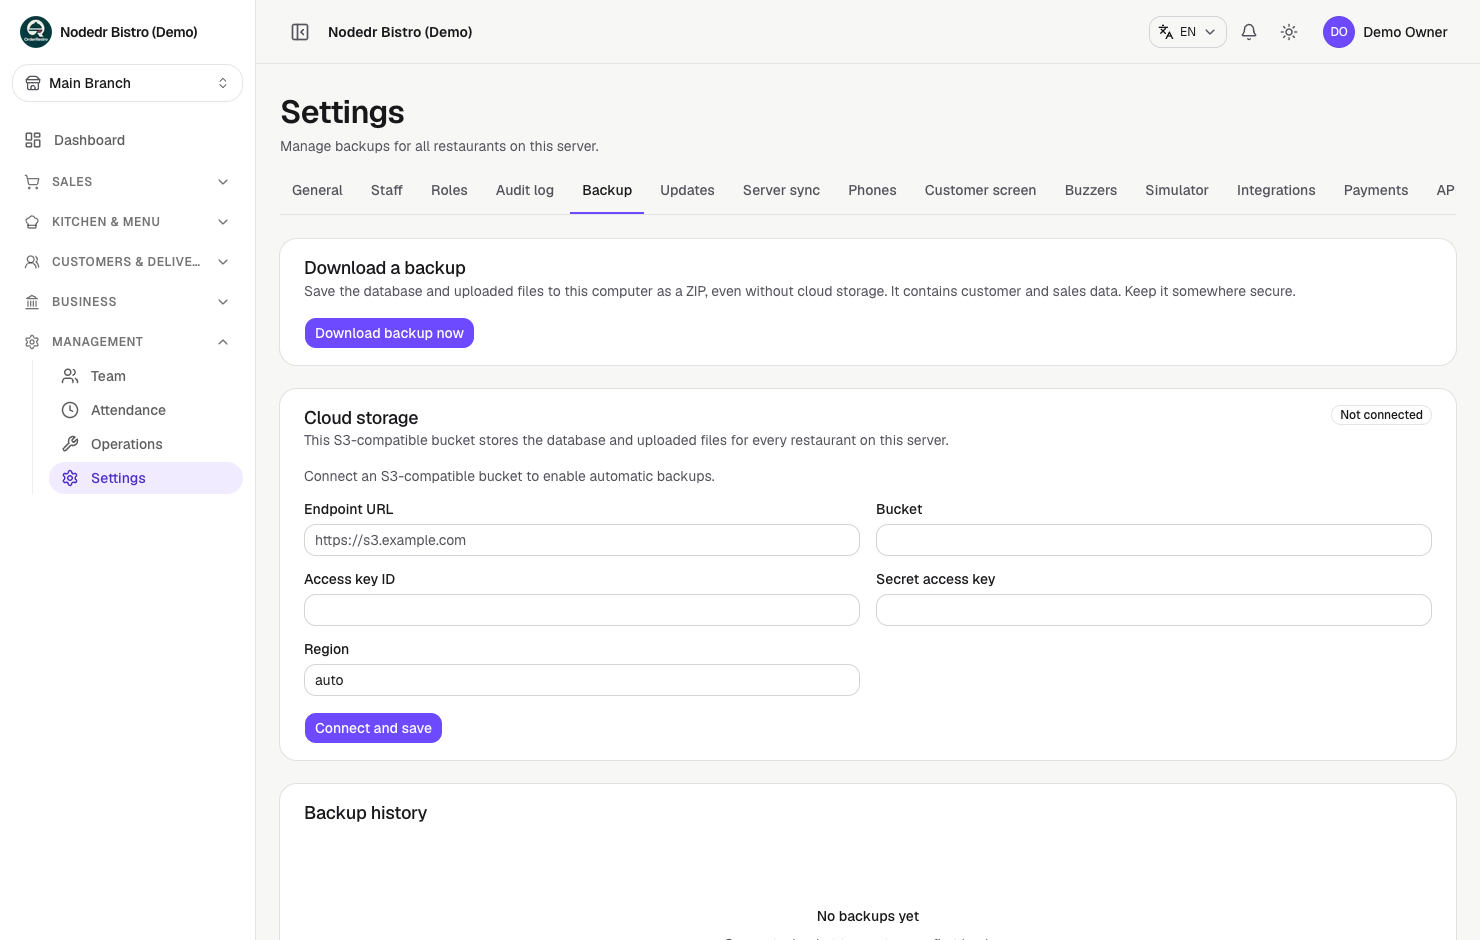 Nodedr Bistro (Demo)
Main Branch
Dashboard
SALES
KITCHEN & MENU
CUSTOMERS & DELIVE...
BUSINESS
MANAGEMENT
Team
Attendance
Operations
Settings
Nodedr Bistro (Demo)
EN
DO
Demo Owner
Settings
Manage backups for all restaurants on this server.
General Staff Roles Audit log Backup Updates Server sync Phones Customer screen Buzzers Simulator Integrations Payments AP
Download a backup
Save the database and uploaded files to this computer as a ZIP, even without cloud storage. It contains customer and sales data. Keep it somewhere secure.
Download backup now
Cloud storage
Not connected
This S3-compatible bucket stores the database and uploaded files for every restaurant on this server.
Connect an S3-compatible bucket to enable automatic backups.
Endpoint URL
https://s3.example.com
Bucket
Access key ID
Secret access key
Region
auto
Connect and save
Backup history
No backups yet